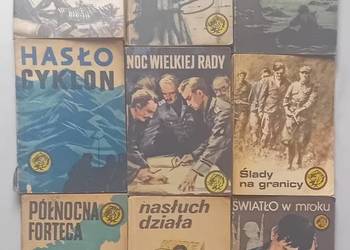 HASŁO
CYKLON
NOC WIELKIEJ RADY
Ślady
na granicy
PÓŁNOCNA
FORTECA
nasłuch
działa
ŚWIATŁO w mroku